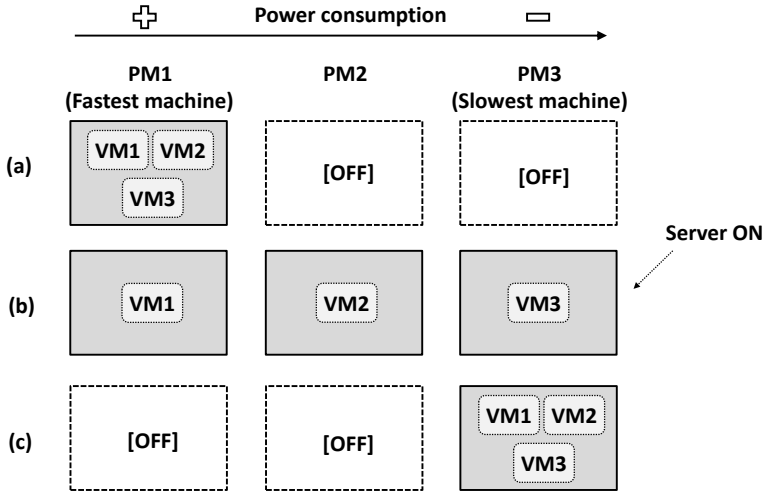 Power consumption
PM1
(Fastest machine)
PM2
PM3
(Slowest machine)
(a)
VM1 VM2
VM3
[OFF]
[OFF]
Server ON
(b)
VM1
VM2
VM3
(c)
[OFF]
[OFF]
VM1 VM2
VM3